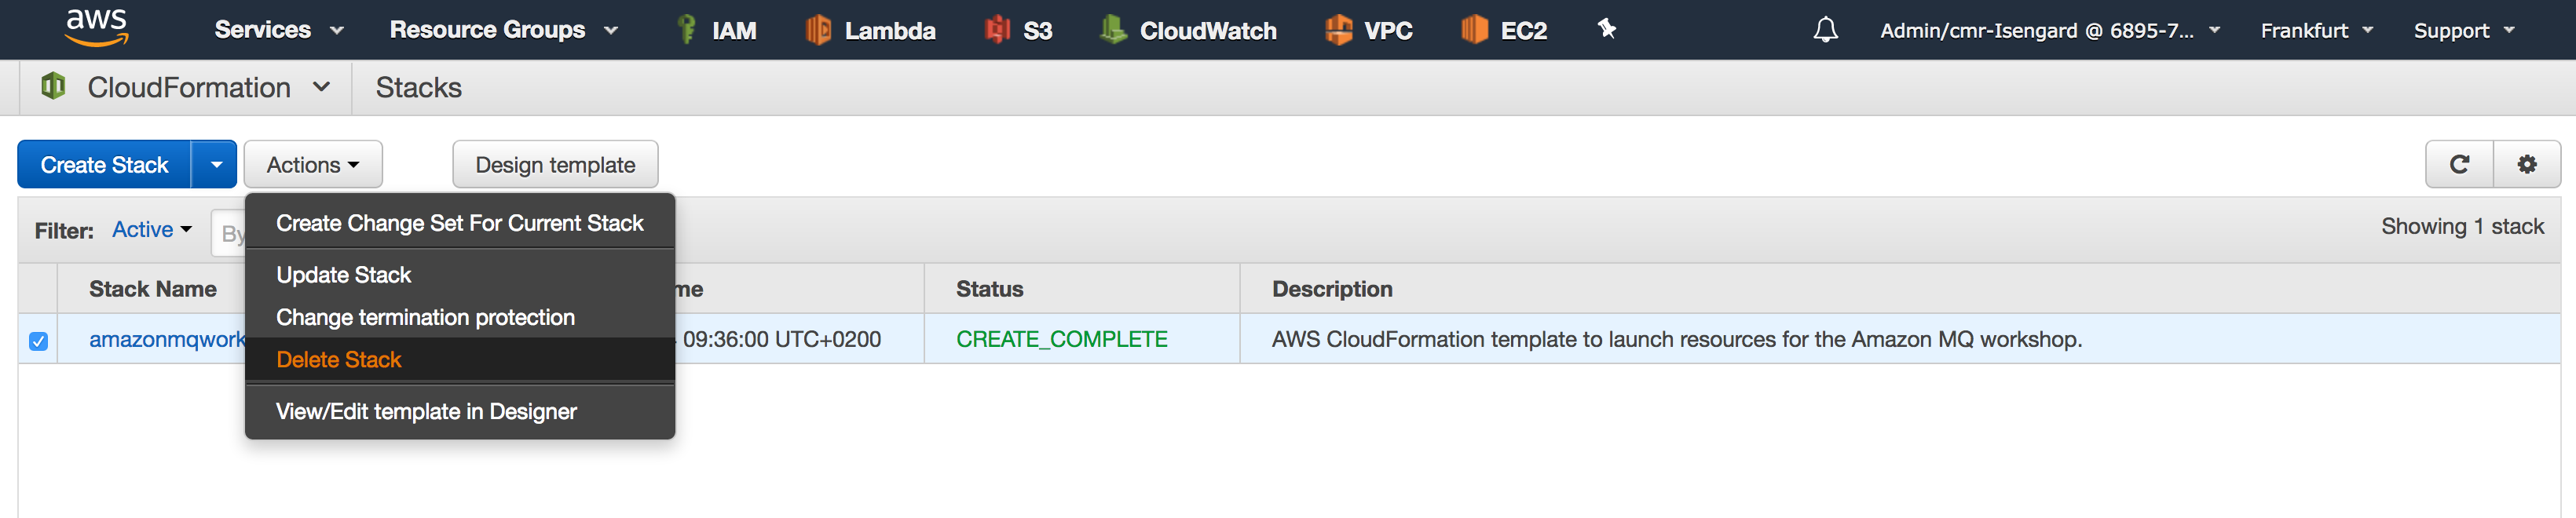 aws Services Resource Groups IAM Lambda S3 CloudWatch VPC EC2 Admin/cmr-Isengard @ 6895-7... Frankfurt Support
CloudFormation Stacks
Create Stack Actions Design template
Create Change Set For Current Stack
Filter: Active By Showing 1 stack
Update Stack
Stack Name me Status Description
Change termination protection
amazonmqwork 09:36:00 UTC+0200 CREATE_COMPLETE AWS CloudFormation template to launch resources for the Amazon MQ workshop.
Delete Stack
View/Edit template in Designer